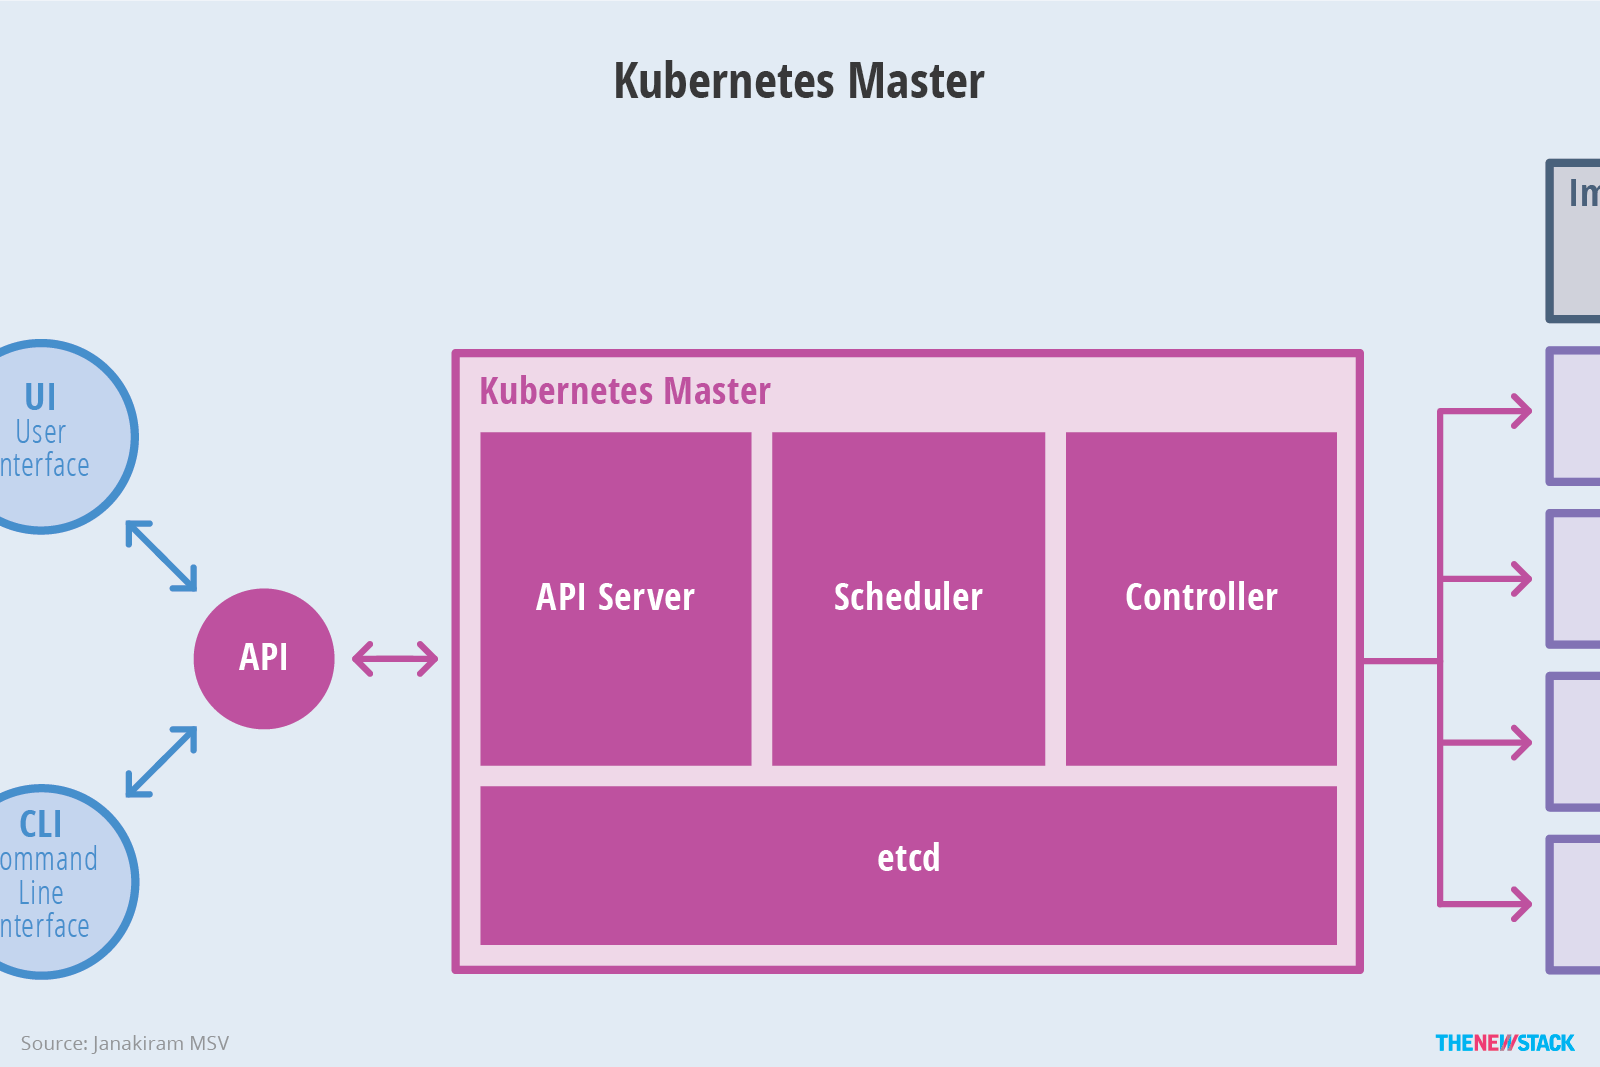 Kubernetes Master
Im
UI
User
nterface
API
CLI
ommand
Line
nterface
Kubernetes Master
API Server
Scheduler
Controller
etcd
Source: Janakiram MSV
THENEWSTACK